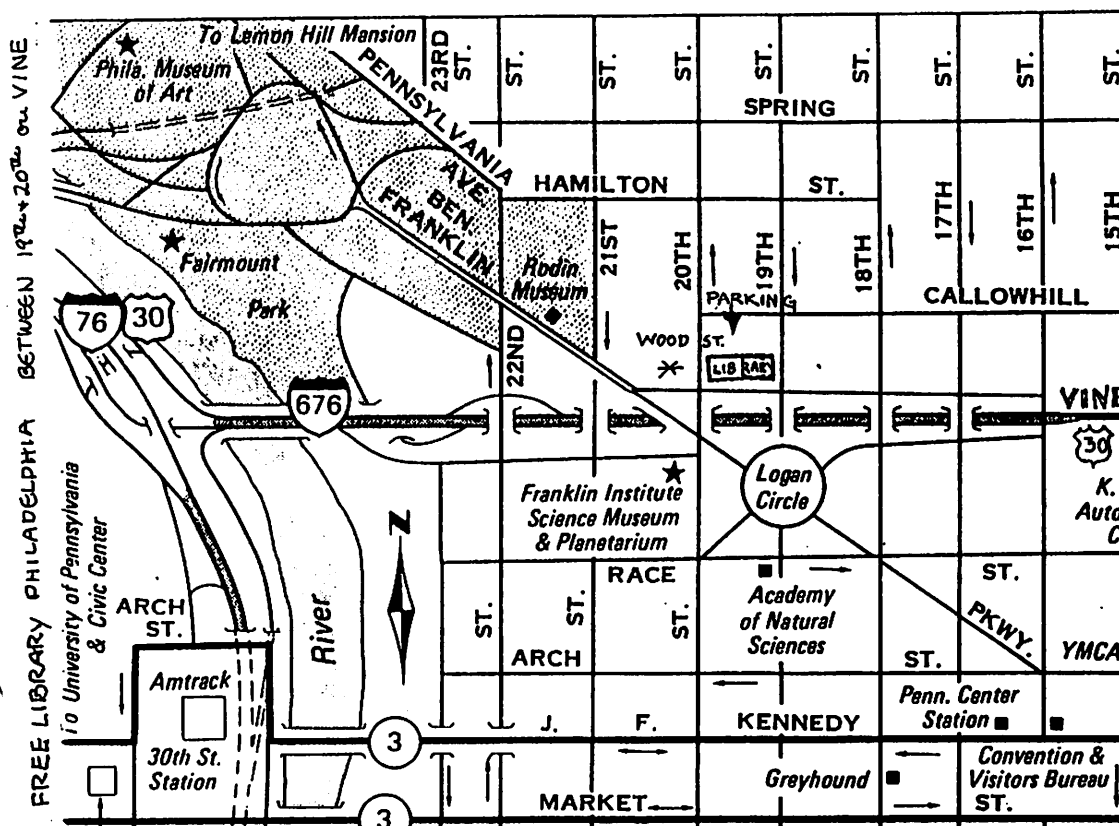 FREE LIBRARY PHILADELPHIA BETWEEN 19TH & 20TH on VINE
To Lemon Hill Mansion
Phila. Museum
of Art
PENNSYLVANIA
AVE
BEN
FRANKLIN
23RD
ST.
ST.
ST.
ST.
ST.
ST.
ST.
ST.
ST.
SPRING
HAMILTON ST.
Fairmount
Park
Rodin
Museum
21ST
20TH
19TH
18TH
17TH
16TH
15TH
22ND
CALLOWHILL
PARKING
WOOD ST.
LIBRARY
76
30
676
VINE
30
K.
Auto
C
Logan
Circle
Franklin Institute
Science Museum
& Planetarium
to University of Pennsylvania
& Civic Center
N
River
ARCH
ST.
RACE ST.
ST.
ST.
ST.
Academy
of Natural
Sciences
PKWY.
ARCH ST.
YMCA
Amtrack
30th St.
Station
Penn. Center
Station
J. F. KENNEDY
3
Greyhound
Convention &
Visitors Bureau
MARKET ST.
3